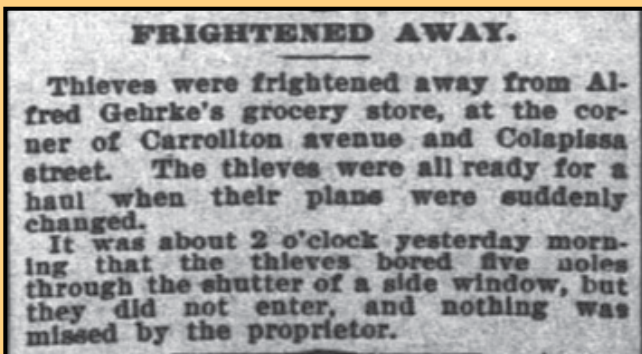 FRIGHTENED AWAY.
Thieves were frightened away from Al-
fred Gehrke's grocery store, at the cor-
ner of Carrollton avenue and Colapissa
street. The thieves were all ready for a
haul when their plans were suddenly
changed.
It was about 2 o'clock yesterday morn-
ing that the thieves bored five holes
through the shutter of a side window, but
they did not enter, and nothing was
missed by the proprietor.